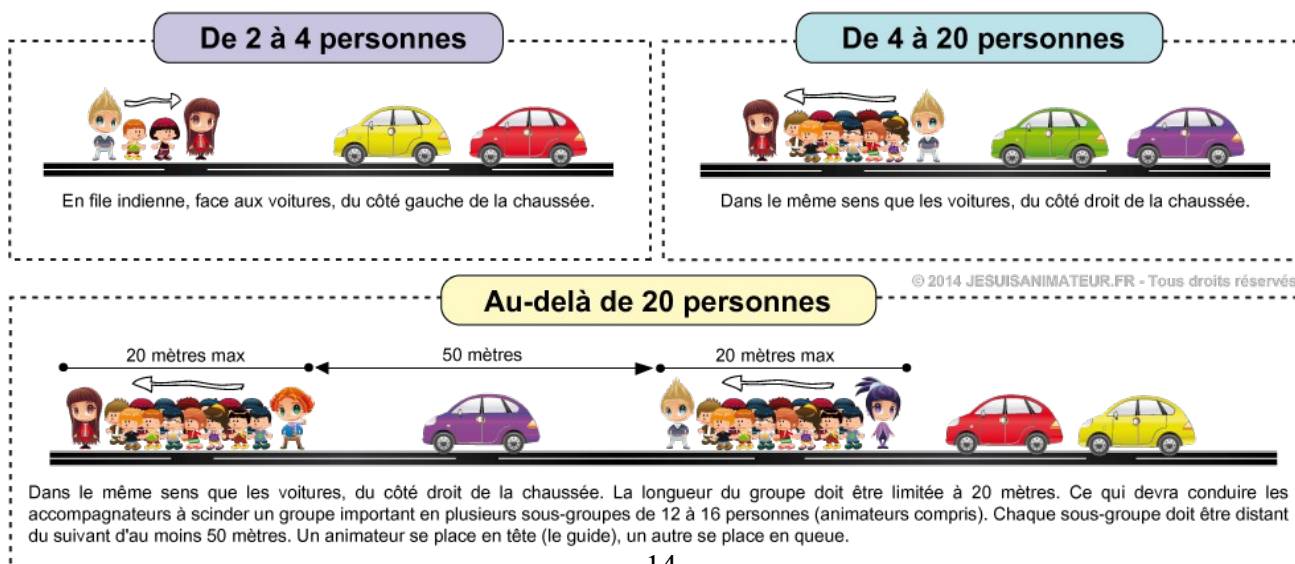 De 2 à 4 personnes
En file indienne, face aux voitures, du côté gauche de la chaussée.
De 4 à 20 personnes
Dans le même sens que les voitures, du côté droit de la chaussée.
© 2014 JESUISANIMATEUR.FR - Tous droits réservés
Au-delà de 20 personnes
20 mètres max
50 mètres
20 mètres max
Dans le même sens que les voitures, du côté droit de la chaussée. La longueur du groupe doit être limitée à 20 mètres. Ce qui devra conduire les
accompagnateurs à scinder un groupe important en plusieurs sous-groupes de 12 à 16 personnes (animateurs compris). Chaque sous-groupe doit être distant
du suivant d'au moins 50 mètres. Un animateur se place en tête (le guide), un autre se place en queue.